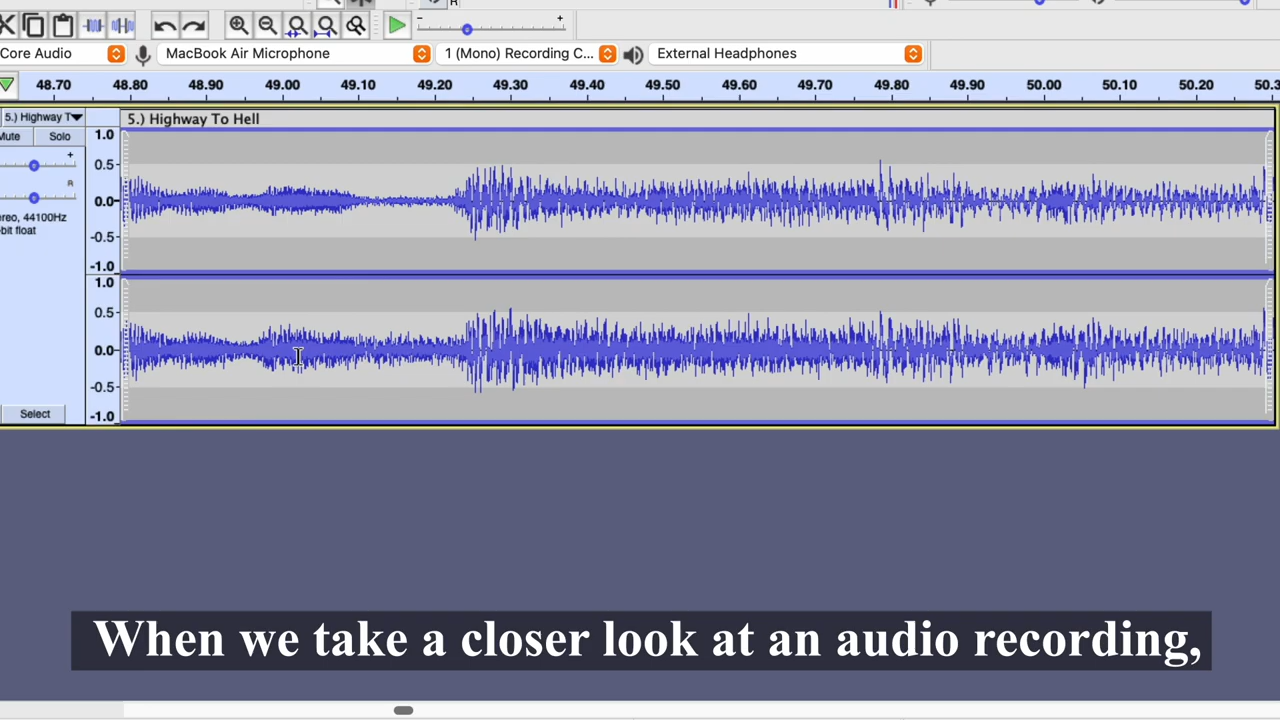 R
Core Audio MacBook Air Microphone 1 (Mono) Recording C... External Headphones
48.70 48.80 48.90 49.00 49.10 49.20 49.30 49.40 49.50 49.60 49.70 49.80 49.90 50.00 50.10 50.20 50.3
5.) Highway T 5.) Highway To Hell
Mute Solo
1.0
0.5
0.0
-0.5
-1.0
R
ereo, 44100Hz
-bit float
1.0
0.5
0.0
-0.5
-1.0
Select
When we take a closer look at an audio recording,